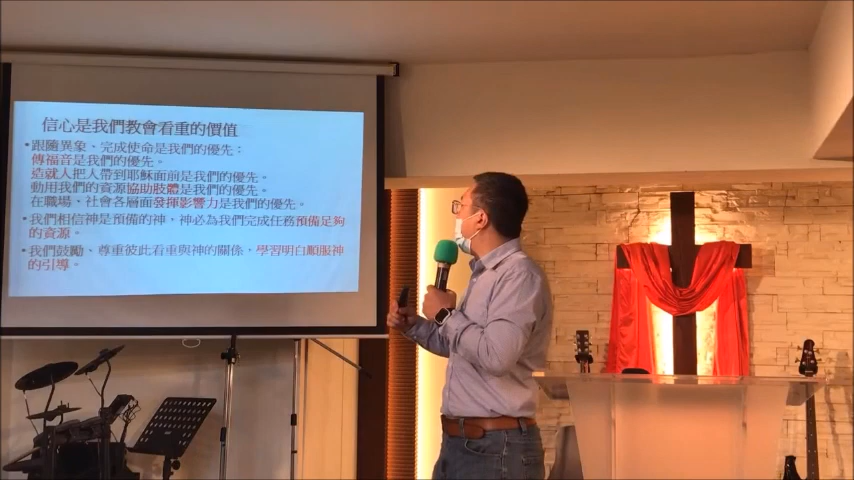 信心是我們教會看重的價值
•跟隨異象、完成使命是我們的優先：
傳福音是我們的優先。
造就人把人帶到耶穌面前是我們的優先。
動用我們的資源協助肢體是我們的優先。
在職場、社會各層面發揮影響力是我們的優先。
•我們相信神是預備的神，神必為我們完成任務預備足夠
的資源。
•我們鼓勵、尊重彼此看重與神的關係，學習明白順服神
的引導。